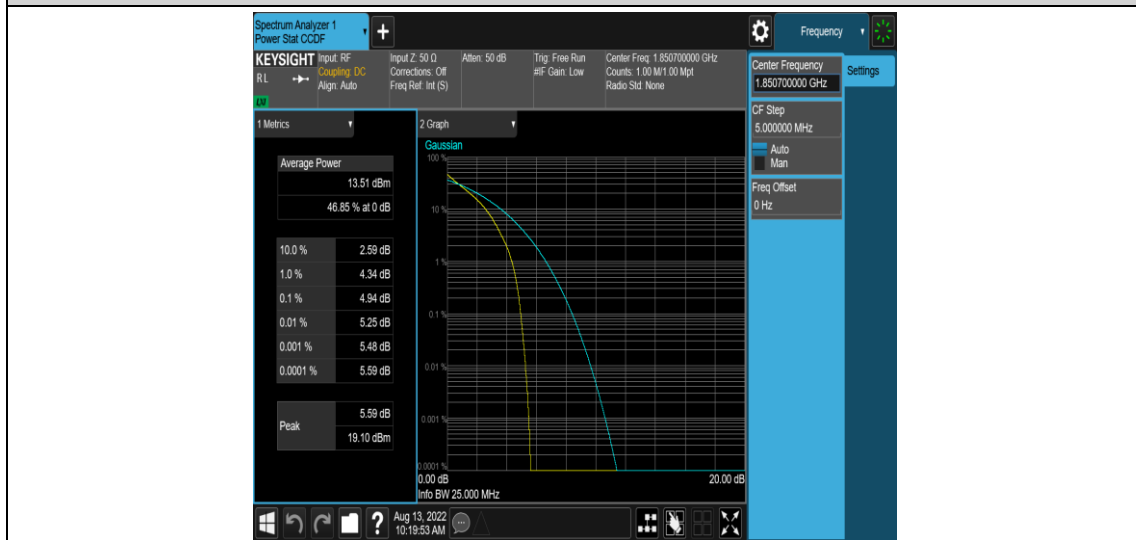 Spectrum Analyzer 1
Power Stat CCDF
+
Frequency
KEYSIGHT
RL
LXI
Input: RF
Coupling: DC
Align: Auto
Input Z: 50 Ω
Corrections: Off
Freq Ref: Int (S)
Atten: 50 dB
Trig: Free Run
#IF Gain: Low
Center Freq: 1.850700000 GHz
Counts: 1.00 M/1.00 Mpt
Radio Std: None
Center Frequency
1.850700000 GHz
Settings
CF Step
5.000000 MHz
Auto
Man
Freq Offset
0 Hz
1 Metrics
Average Power
13.51 dBm
46.85 % at 0 dB
10.0 % 2.59 dB
1.0 % 4.34 dB
0.1 % 4.94 dB
0.01 % 5.25 dB
0.001 % 5.48 dB
0.0001 % 5.59 dB
Peak
5.59 dB
19.10 dBm
2 Graph
Gaussian
100 %
10 %
1 %
0.1 %
0.01 %
0.001 %
0.0001 %
0.00 dB
20.00 dB
Info BW 25.000 MHz
?
Aug 13, 2022
10:19:53 AM